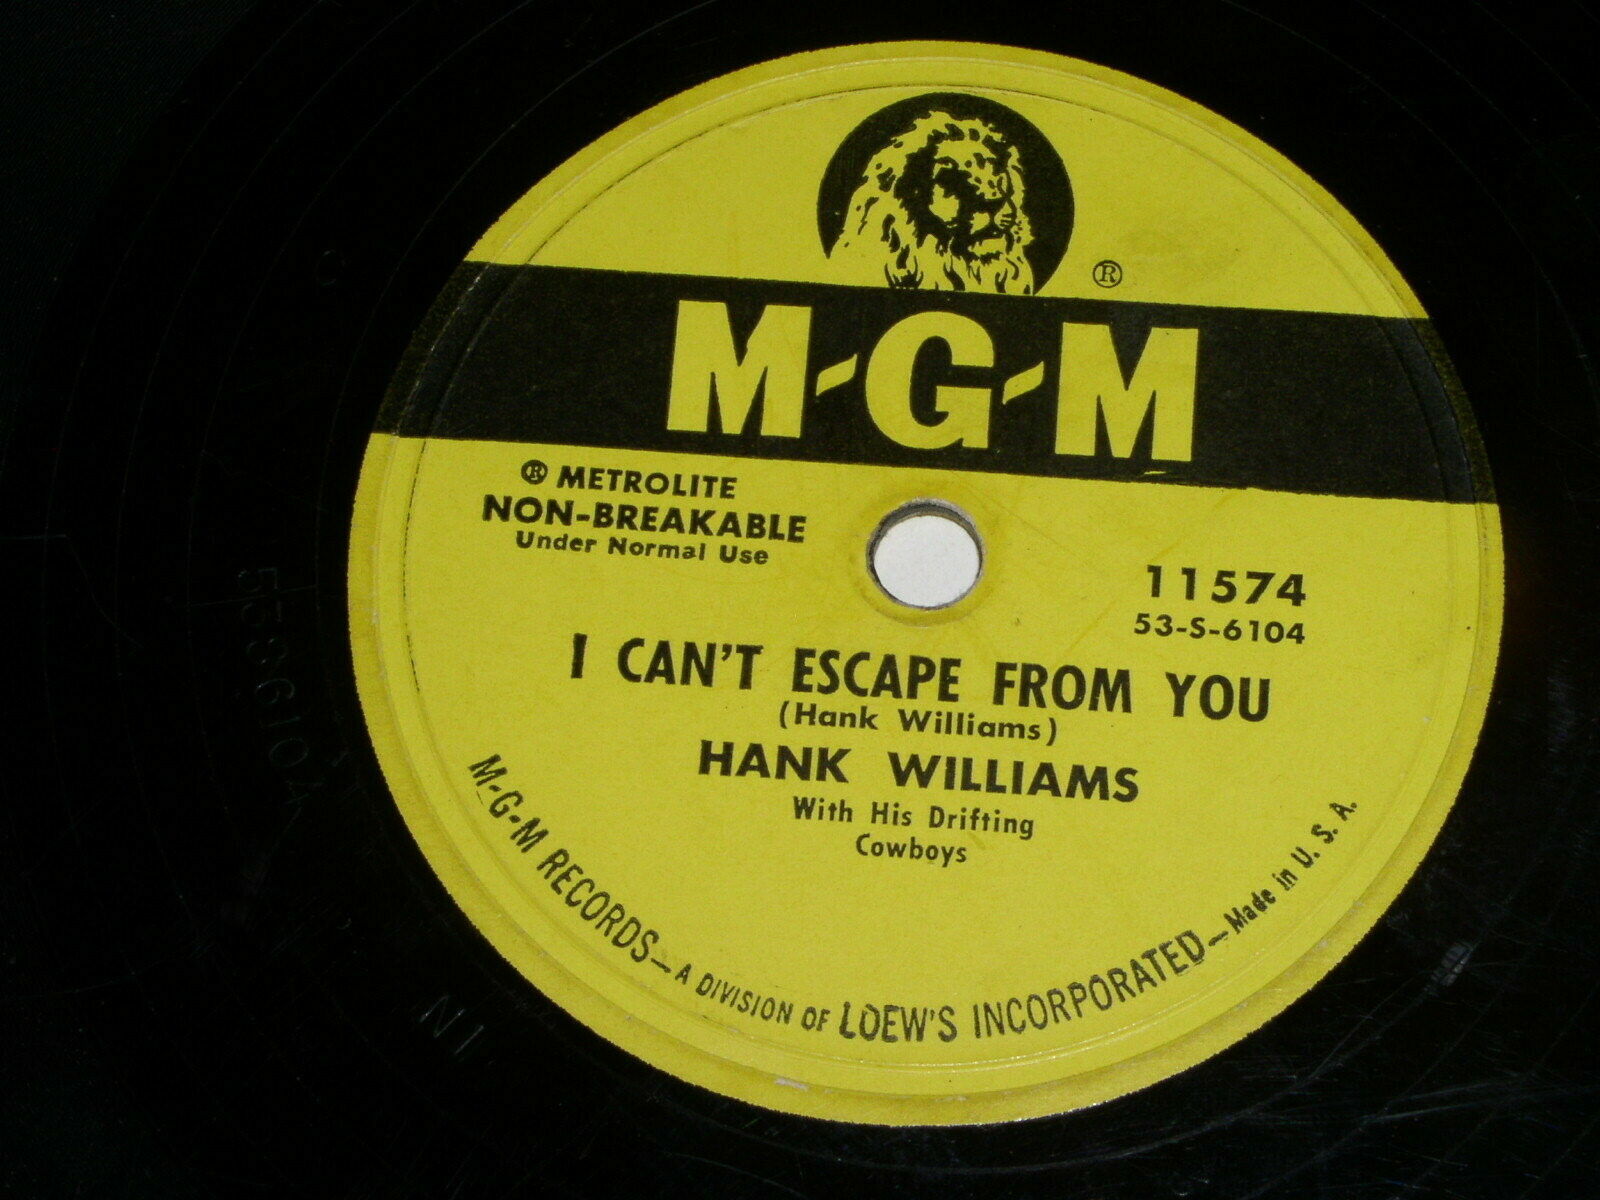 ®
M-G-M
® METROLITE
NON-BREAKABLE
Under Normal Use
11574
53-S-6104
I CAN'T ESCAPE FROM YOU
(Hank Williams)
HANK WILLIAMS
With His Drifting
Cowboys
M-G-M RECORDS—A DIVISION OF LOEW'S INCORPORATED—Made in U. S. A.